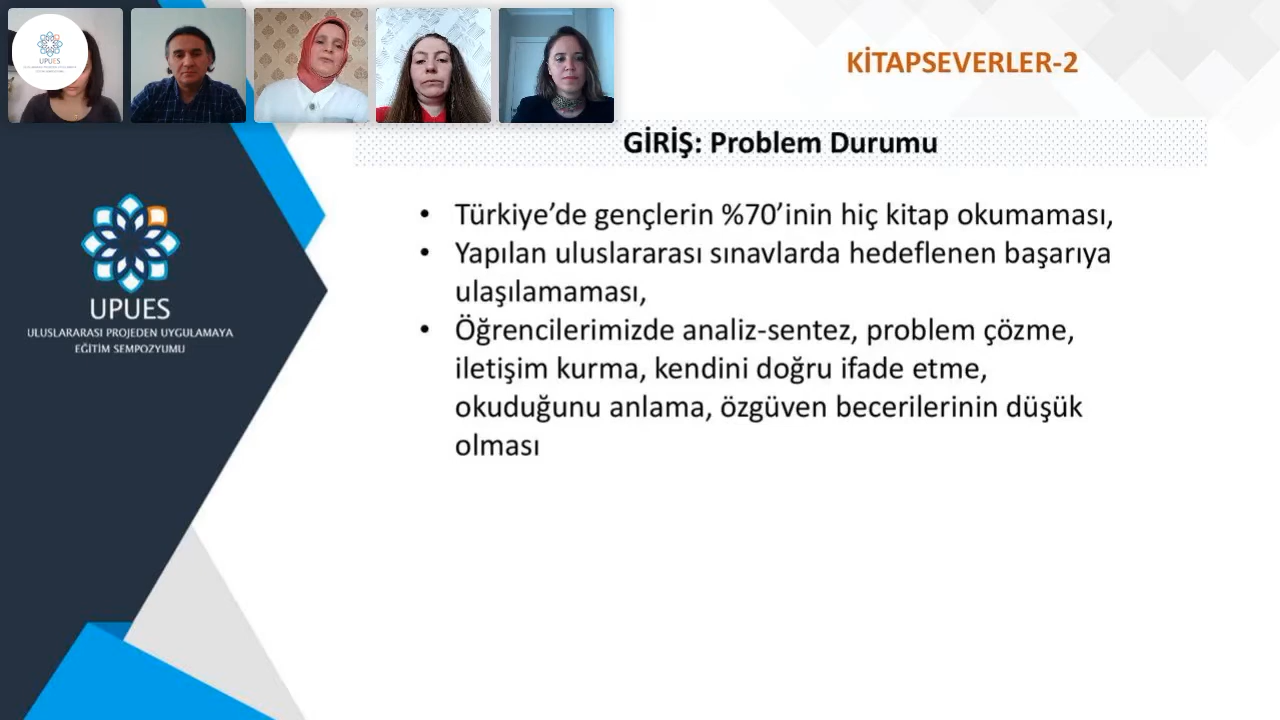 UPUES
KİTAPSEVERLER-2
GİRİŞ: Problem Durumu
• Türkiye’de gençlerin %70’inin hiç kitap okumaması,
• Yapılan uluslararası sınavlarda hedeflenen başarıya
ulaşılamaması,
• Öğrencilerimizde analiz-sentez, problem çözme,
iletişim kurma, kendini doğru ifade etme,
okuduğunu anlama, özgüven becerilerinin düşük
olması
UPUES
ULUSLARARASI PROJEDEN UYGULAMAYA
EĞİTİM SEMPOZYUMU